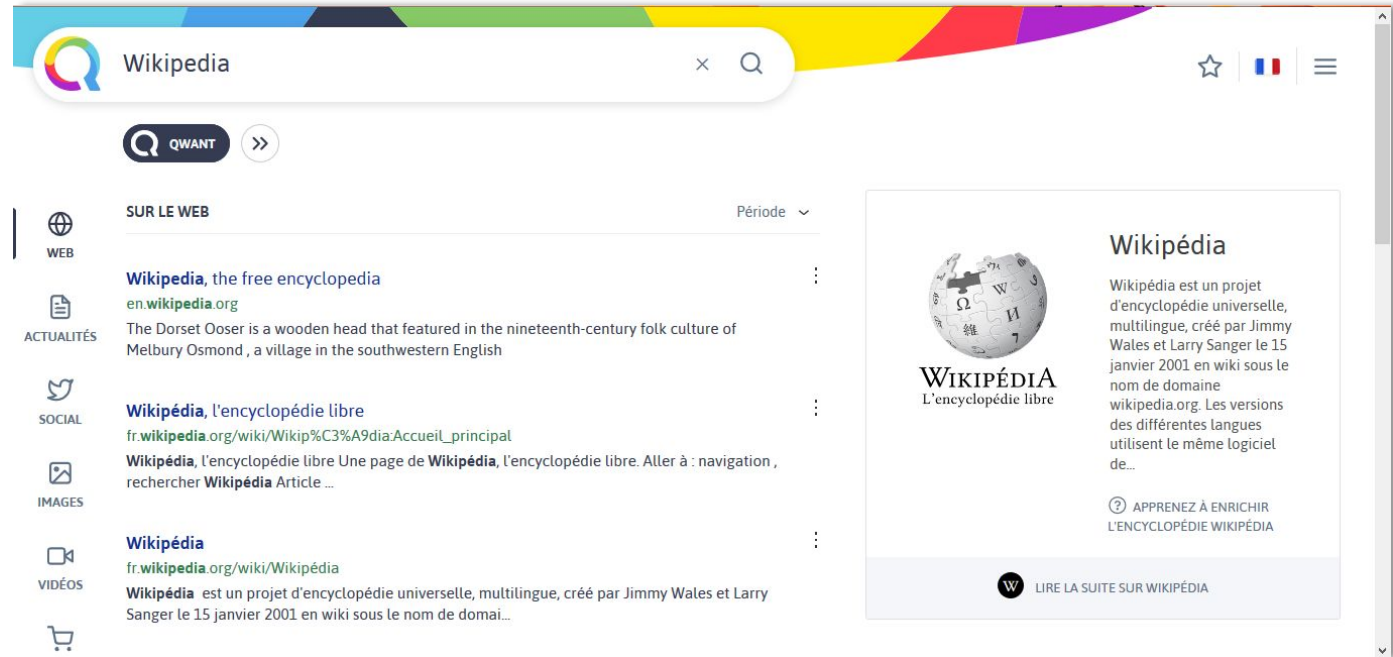 Wikipedia
QWANT
SUR LE WEB
Période
WEB
ACTUALITÉS
SOCIAL
IMAGES
VIDÉOS
Wikipedia, the free encyclopedia
en.wikipedia.org
The Dorset Ooser is a wooden head that featured in the nineteenth-century folk culture of
Melbury Osmond , a village in the southwestern English
Wikipédia, l'encyclopédie libre
fr.wikipedia.org/wiki/Wikip%C3%A9dia:Accueil_principal
Wikipédia, l'encyclopédie libre Une page de Wikipédia, l'encyclopédie libre. Aller à : navigation ,
rechercher Wikipédia Article ...
Wikipédia
fr.wikipedia.org/wiki/Wikipédia
Wikipédia est un projet d'encyclopédie universelle, multilingue, créé par Jimmy Wales et Larry
Sanger le 15 janvier 2001 en wiki sous le nom de domai...
Ω W И 維
WIKIPÉDIA
L'encyclopédie libre
Wikipédia
Wikipédia est un projet
d'encyclopédie universelle,
multilingue, créé par Jimmy
Wales et Larry Sanger le 15
janvier 2001 en wiki sous le
nom de domaine
wikipedia.org. Les versions
des différentes langues
utilisent le même logiciel
de...
APPRENEZ À ENRICHIR
L'ENCYCLOPÉDIE WIKIPÉDIA
W LIRE LA SUITE SUR WIKIPÉDIA